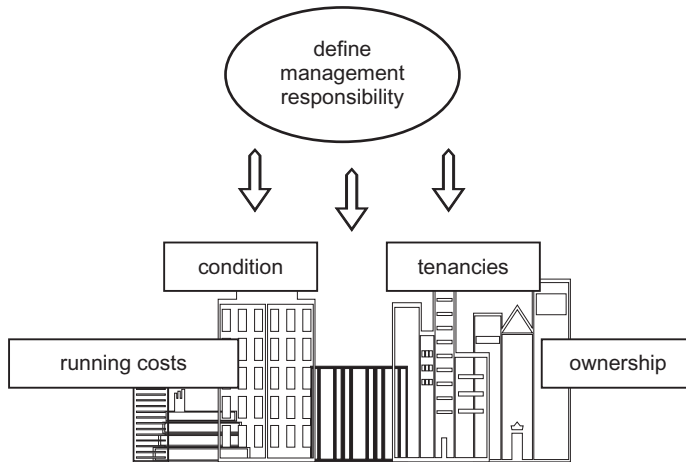 define
management
responsibility
condition
tenancies
running costs
ownership